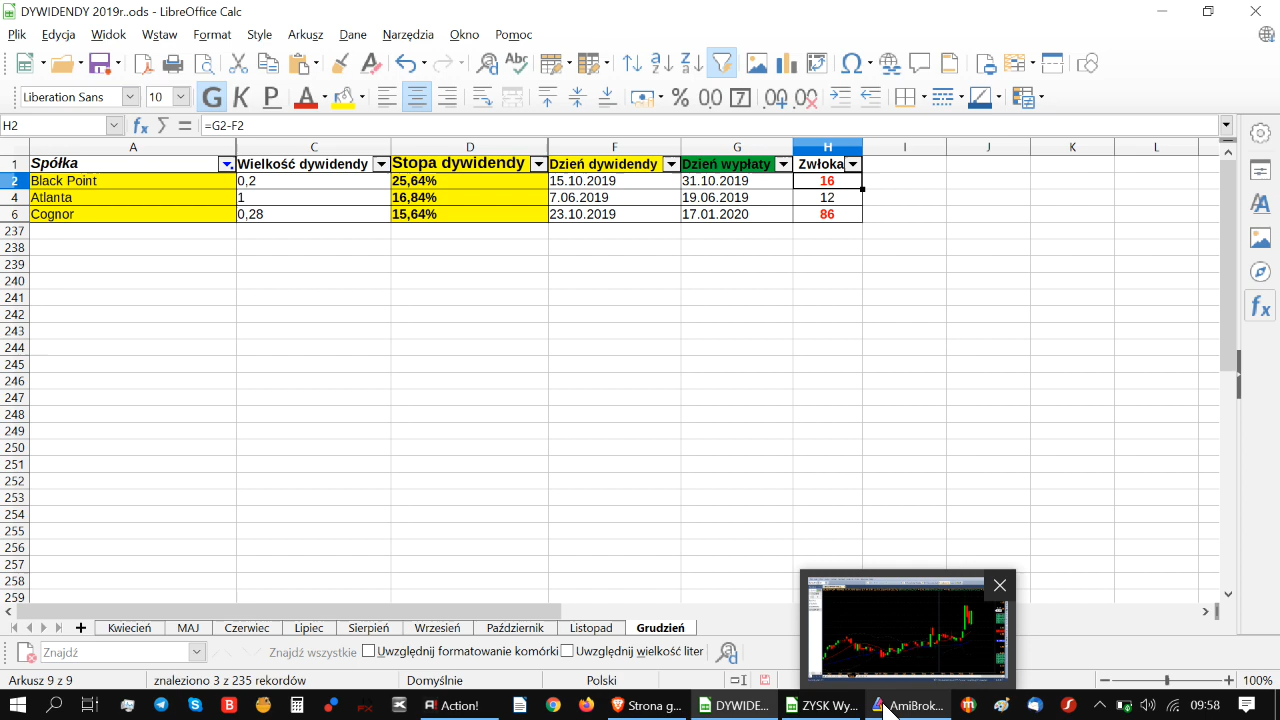 DYWIDENDY 2019r..ods - LibreOffice Calc
Plik Edycja Widok Wstaw Format Style Arkusz Dane Narzędzia Okno Pomoc
Liberation Sans 10
H2 =G2-F2
A C D F G H I J K L
1 Spółka Wielkość dywidendy Stopa dywidendy Dzień dywidendy Dzień wypłaty Zwłoka
2 Black Point 0,2 25,64% 15.10.2019 31.10.2019 16
4 Atlanta 1 16,84% 7.06.2019 19.06.2019 12
6 Cognor 0,28 15,64% 23.10.2019 17.01.2020 86
237
238
239
240
241
242
243
244
245
246
247
248
249
250
251
252
253
254
255
256
257
258
259
iecień MAJ Czerwiec lipiec Sierpień Wrzesień Październik Listopad Grudzień
Znajdź Znajdź wszystkie Uwzględnij formatowanie komórki Uwzględnij wielkość liter
Arkusz 9 z 9 znaleziono 3 z 235 rekordów Domyślnie Polski 100%
Action! Strona g... DYWIDE... ZYSK Wy... AmiBrok... 09:58